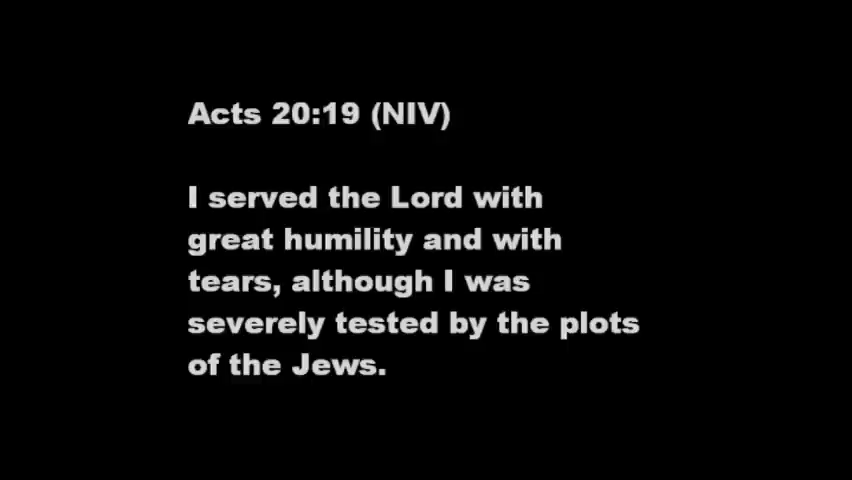 Acts 20:19 (NIV)
I served the Lord with
great humility and with
tears, although I was
severely tested by the plots
of the Jews.